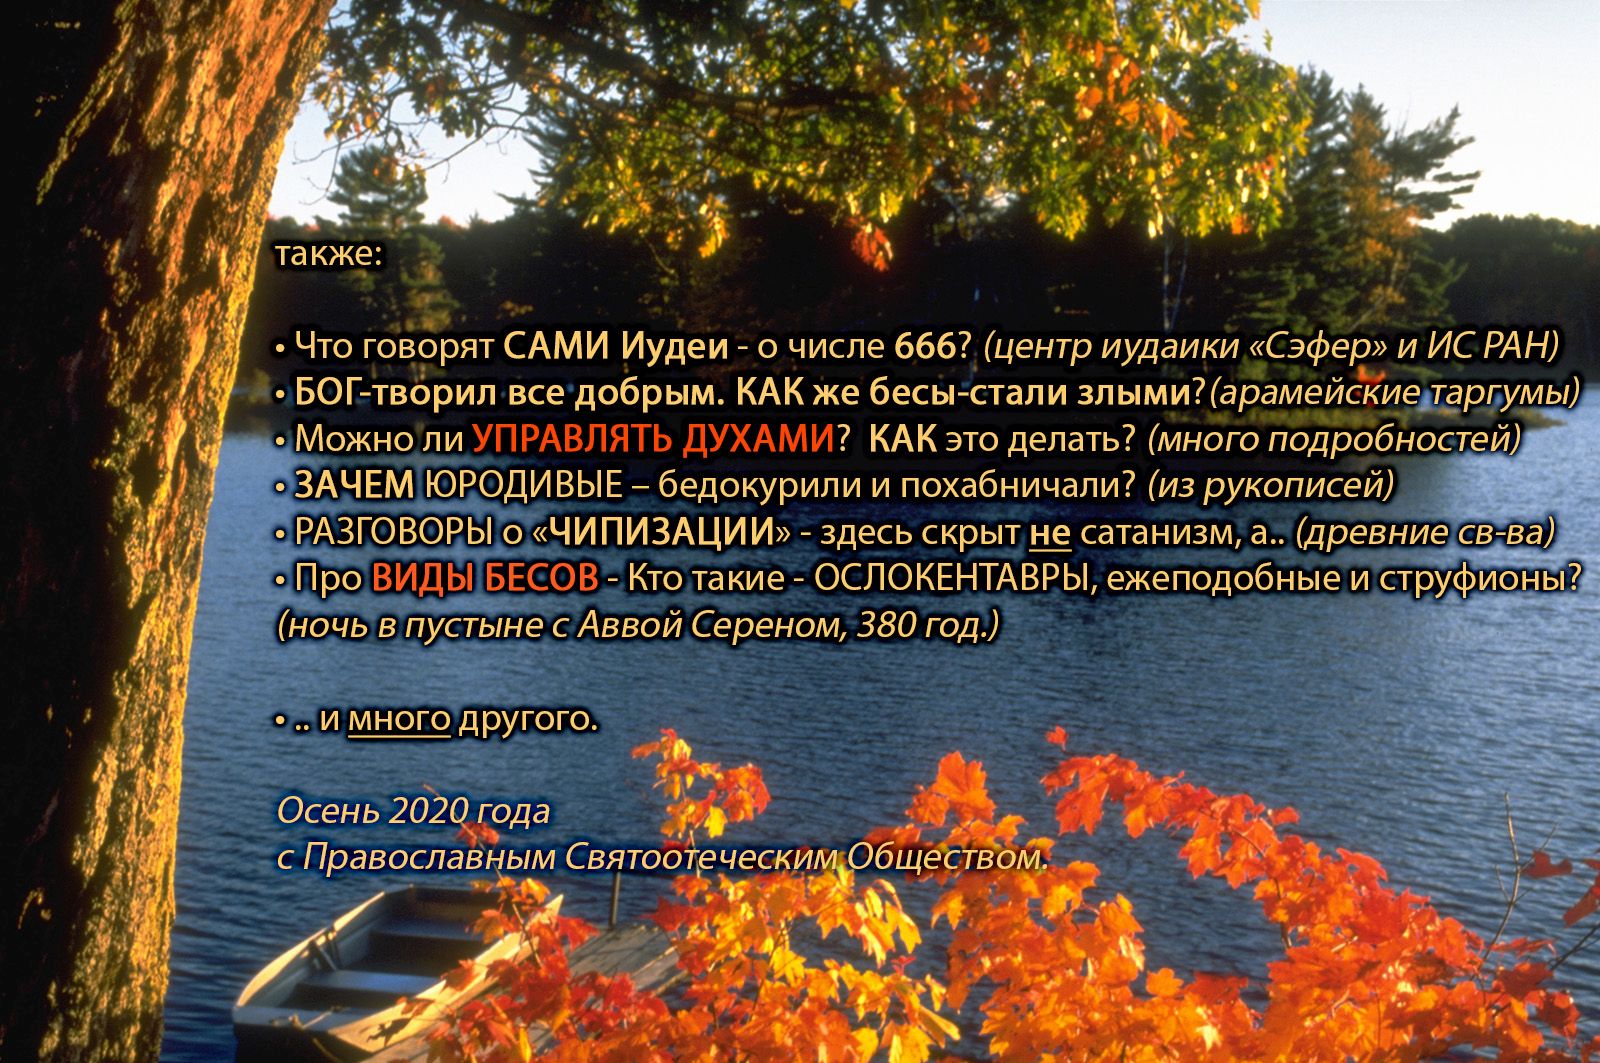 также:
• Что говорят САМИ Иудеи - о числе 666? (центр иудаики «Сэфер» и ИС РАН)
• БОГ-творил все добрым. КАК же бесы-стали злыми? (арамейские таргумы)
• Можно ли УПРАВЛЯТЬ ДУХАМИ? КАК это делать? (много подробностей)
• ЗАЧЕМ ЮРОДИВЫЕ – бедокурили и похабничали? (из рукописей)
• РАЗГОВОРЫ о «ЧИПИЗАЦИИ» - здесь скрыт не сатанизм, а.. (древние св-ва)
• Про ВИДЫ БЕСОВ - Кто такие - ОСЛОКЕНТАВРЫ, ежеподобные и струфионы?
(ночь в пустыне с Аввой Сереном, 380 год.)
• .. и много другого.
Осень 2020 года
с Православным Святоотеческим Обществом.